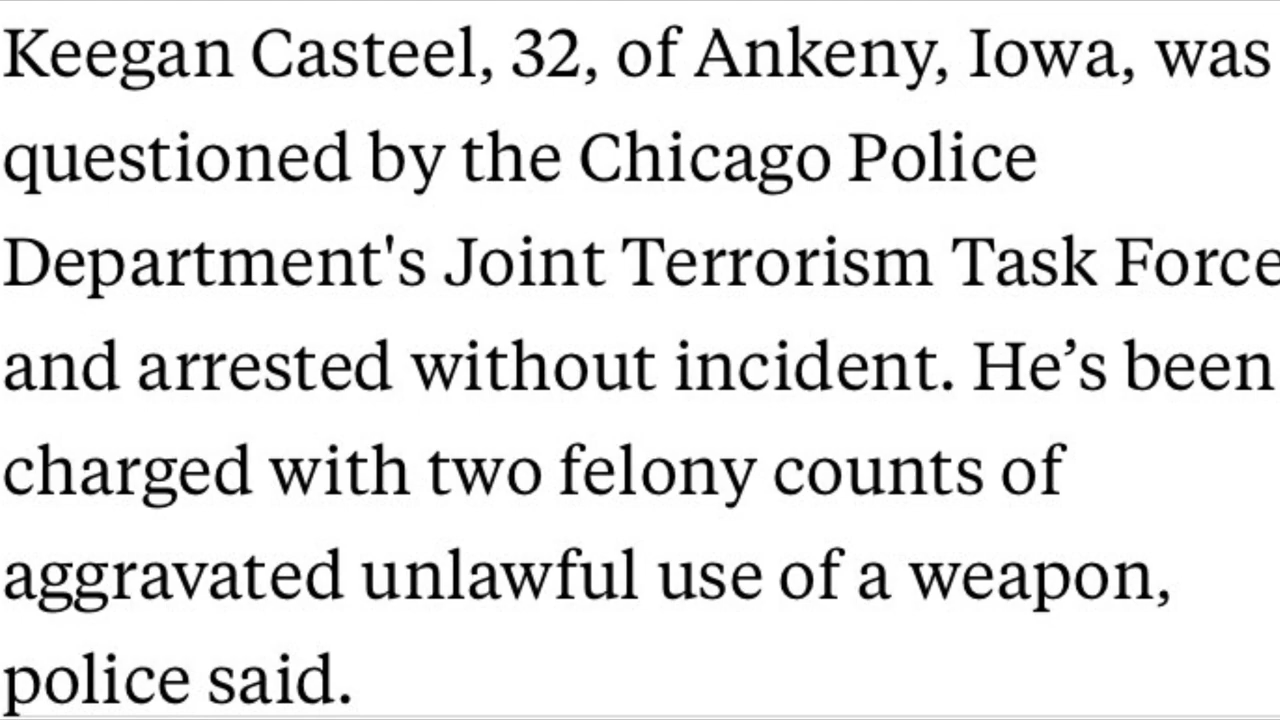 Keegan Casteel, 32, of Ankeny, Iowa, was
questioned by the Chicago Police
Department's Joint Terrorism Task Force
and arrested without incident. He’s been
charged with two felony counts of
aggravated unlawful use of a weapon,
police said.